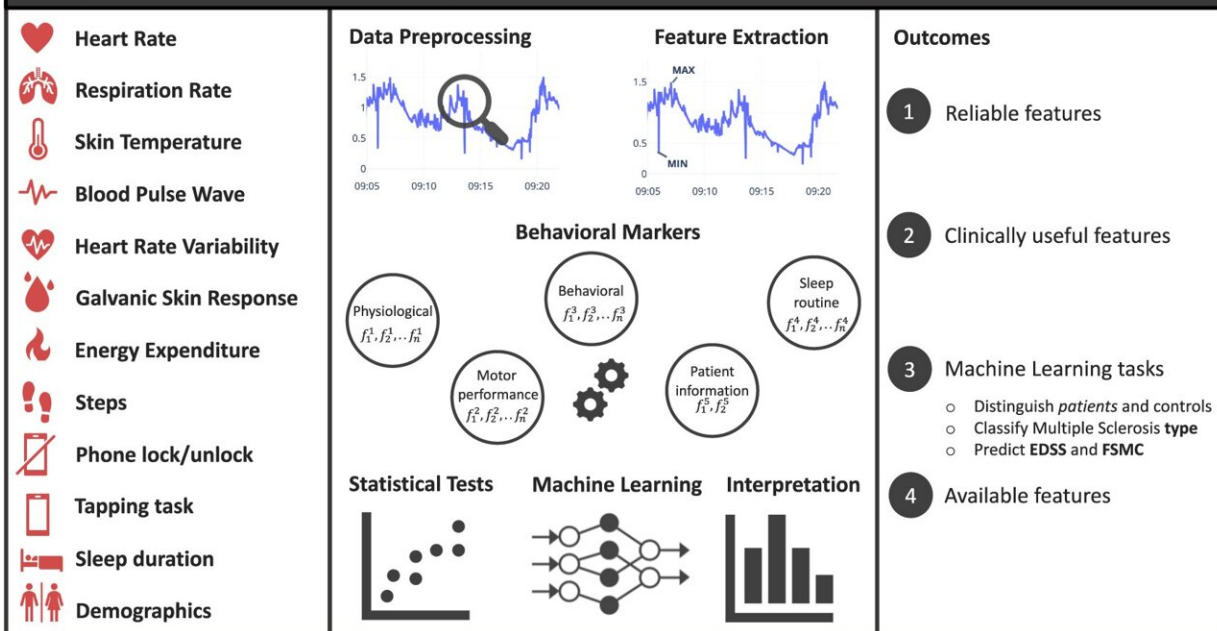 Heart Rate
Respiration Rate
Skin Temperature
Blood Pulse Wave
Heart Rate Variability
Galvanic Skin Response
Energy Expenditure
Steps
Phone lock/unlock
Tapping task
Sleep duration
Demographics
Data Preprocessing
1.5
1
0.5
0
09:05 09:10 09:15 09:20
Feature Extraction
MAX
1.5
1
0.5
MIN
0
09:05 09:10 09:15 09:20
Behavioral Markers
Physiological
f₁¹, f₂¹, .. fₙ¹
Motor
performance
f₁², f₂², .. fₙ²
Behavioral
f₁³, f₂³, .. fₙ³
Patient
information
f₁⁵, f₂⁵
Sleep
routine
f₁⁴, f₂⁴, .. fₙ⁴
Statistical Tests
Machine Learning
Interpretation
Outcomes
1 Reliable features
2 Clinically useful features
3 Machine Learning tasks
o Distinguish patients and controls
o Classify Multiple Sclerosis type
o Predict EDSS and FSMC
4 Available features